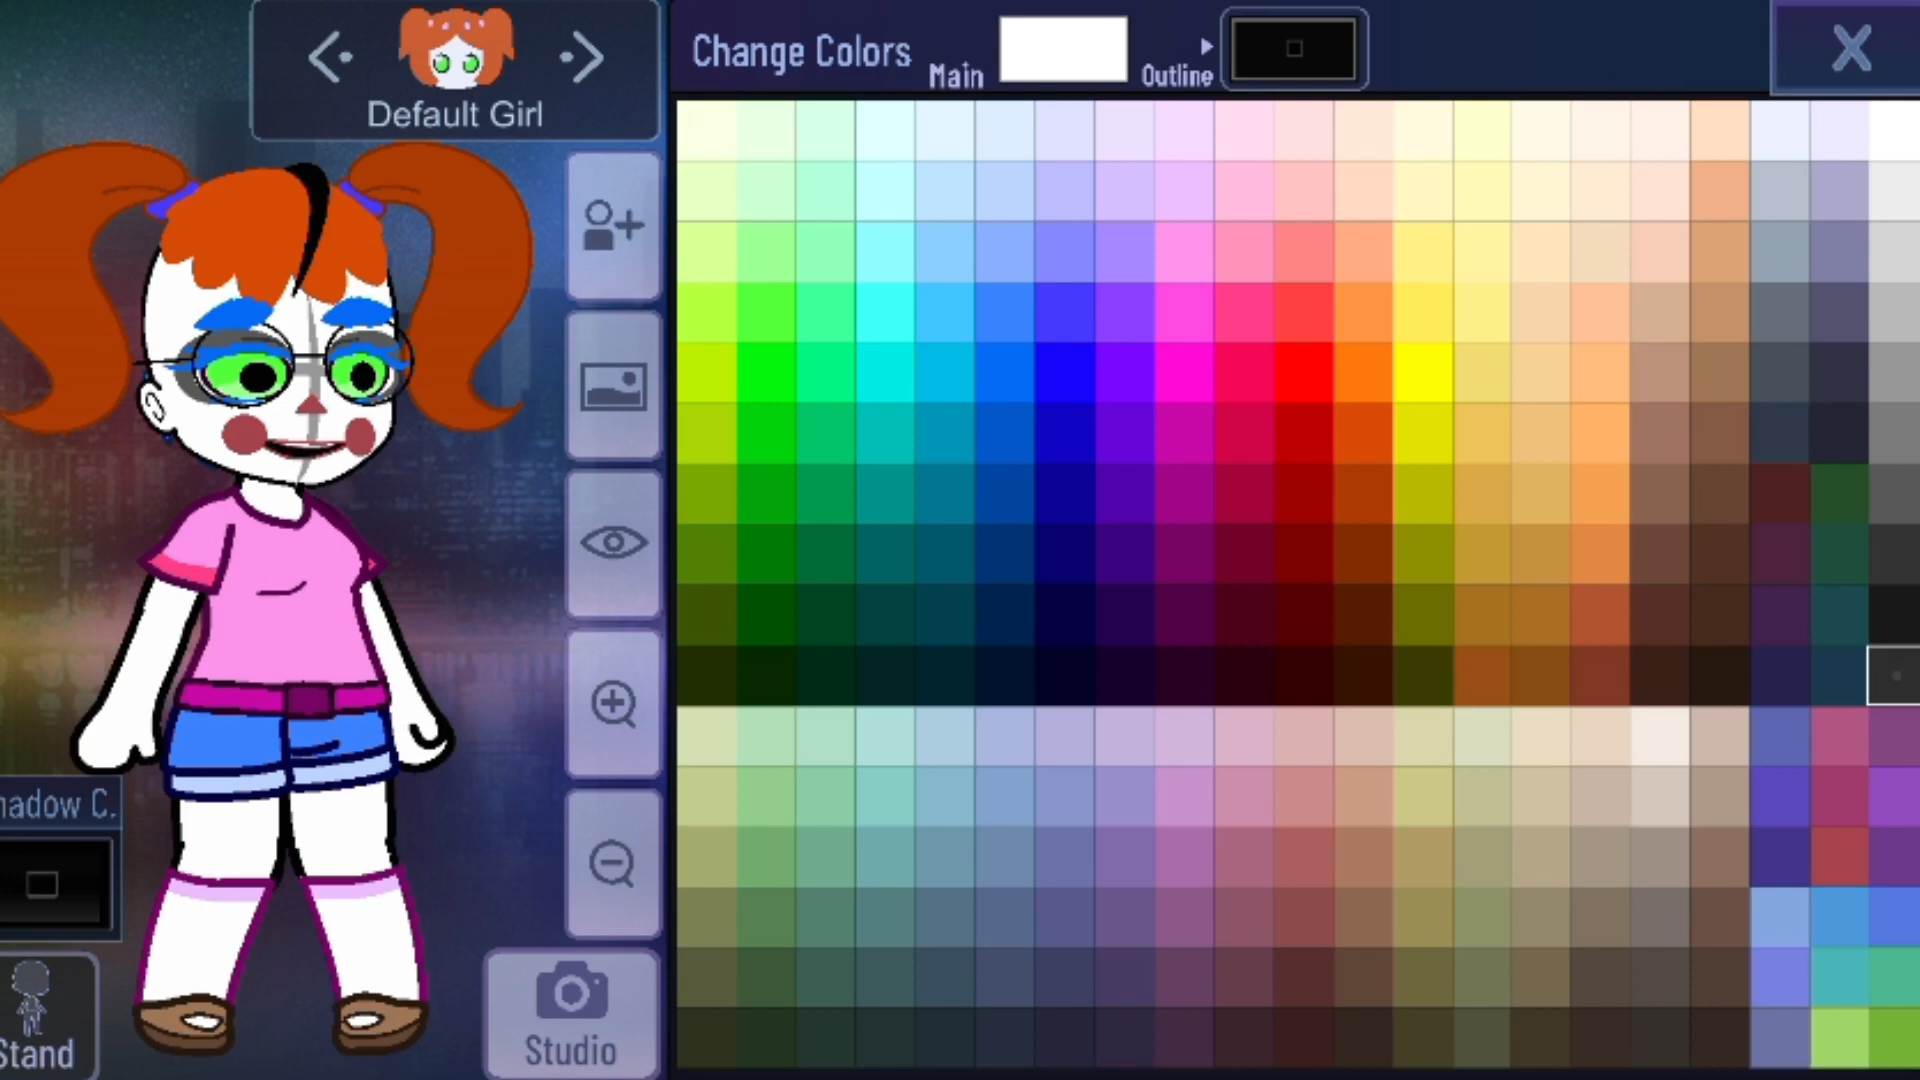 Default Girl
Change Colors
Main
Outline
X
hadow C.
Stand
Studio